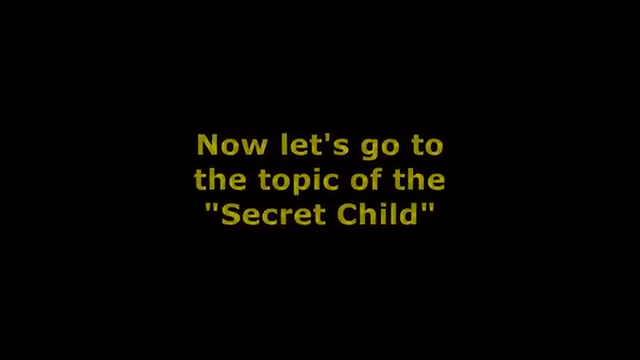 Now let's go to
the topic of the
"Secret Child"